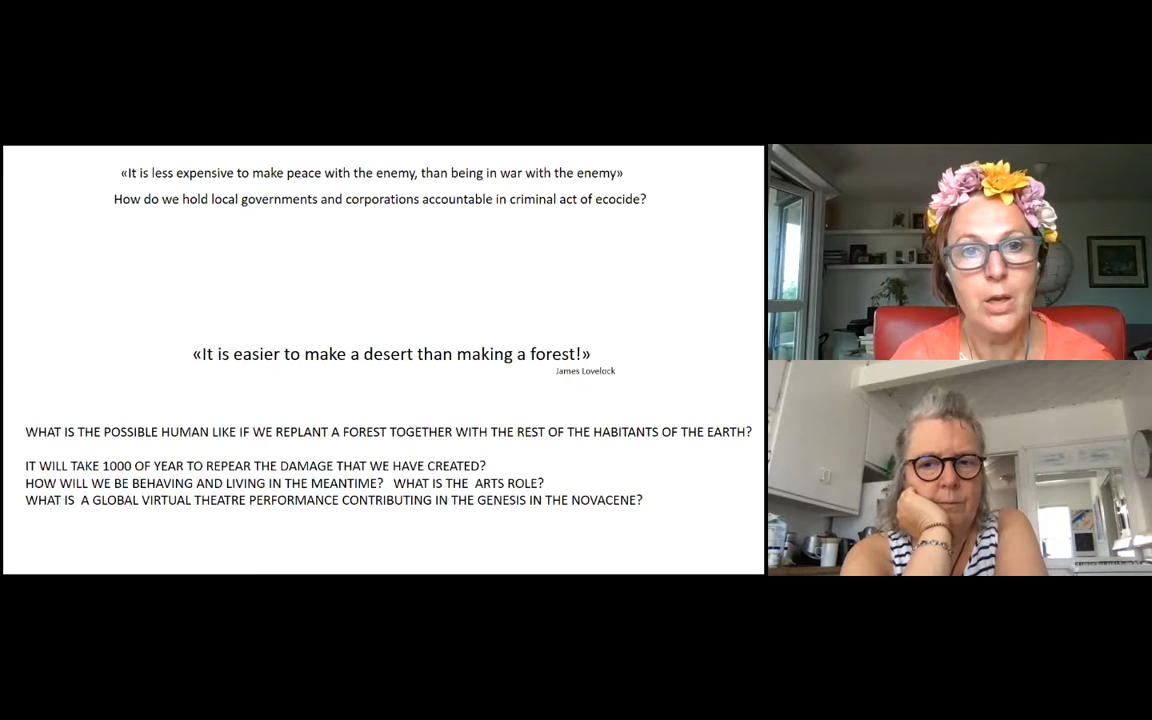 «It is less expensive to make peace with the enemy, than being in war with the enemy»
How do we hold local governments and corporations accountable in criminal act of ecocide?
«It is easier to make a desert than making a forest!»
James Lovelock
WHAT IS THE POSSIBLE HUMAN LIKE IF WE REPLANT A FOREST TOGETHER WITH THE REST OF THE HABITANTS OF THE EARTH?
IT WILL TAKE 1000 OF YEAR TO REPEAR THE DAMAGE THAT WE HAVE CREATED?
HOW WILL WE BE BEHAVING AND LIVING IN THE MEANTIME? WHAT IS THE ARTS ROLE?
WHAT IS A GLOBAL VIRTUAL THEATRE PERFORMANCE CONTRIBUTING IN THE GENESIS IN THE NOVACENE?